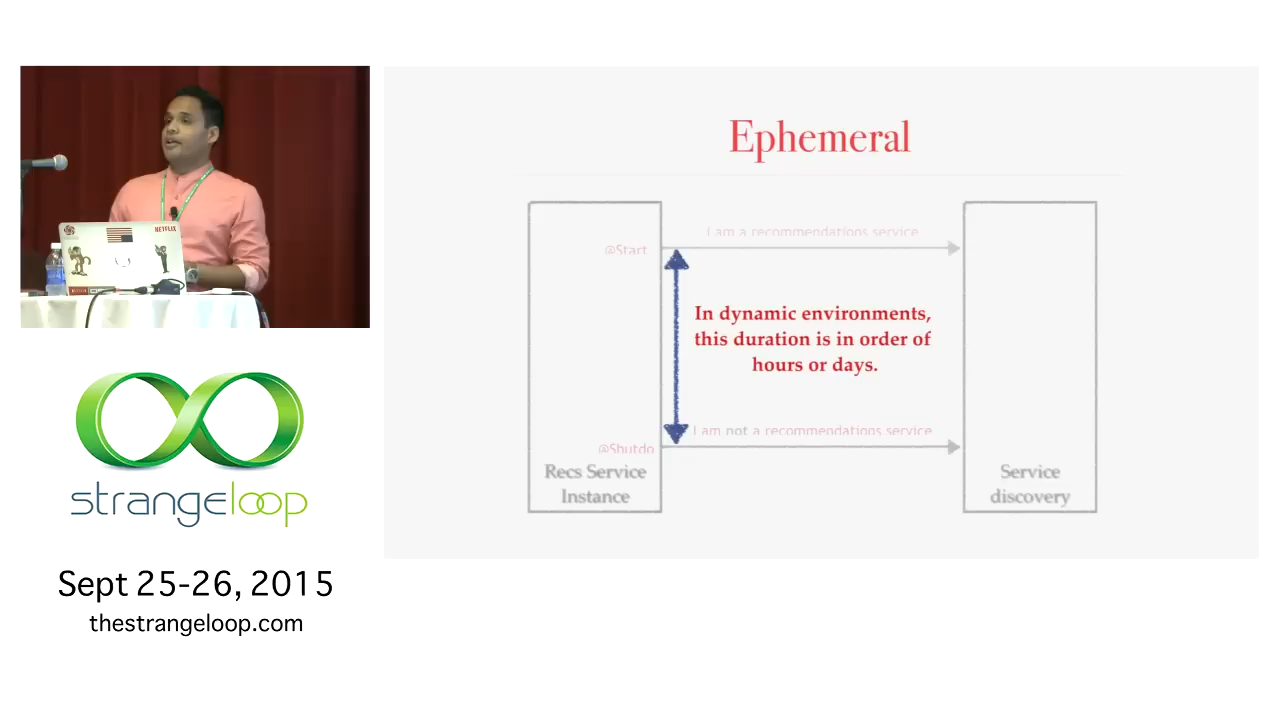 NETFLIX
strangeloop
Sept 25-26, 2015
thestrangeloop.com
Ephemeral
I am a recommendations service
@Start
In dynamic environments,
this duration is in order of
hours or days.
I am not a recommendations service
@Shutdo
Recs Service
Instance
Service
discovery